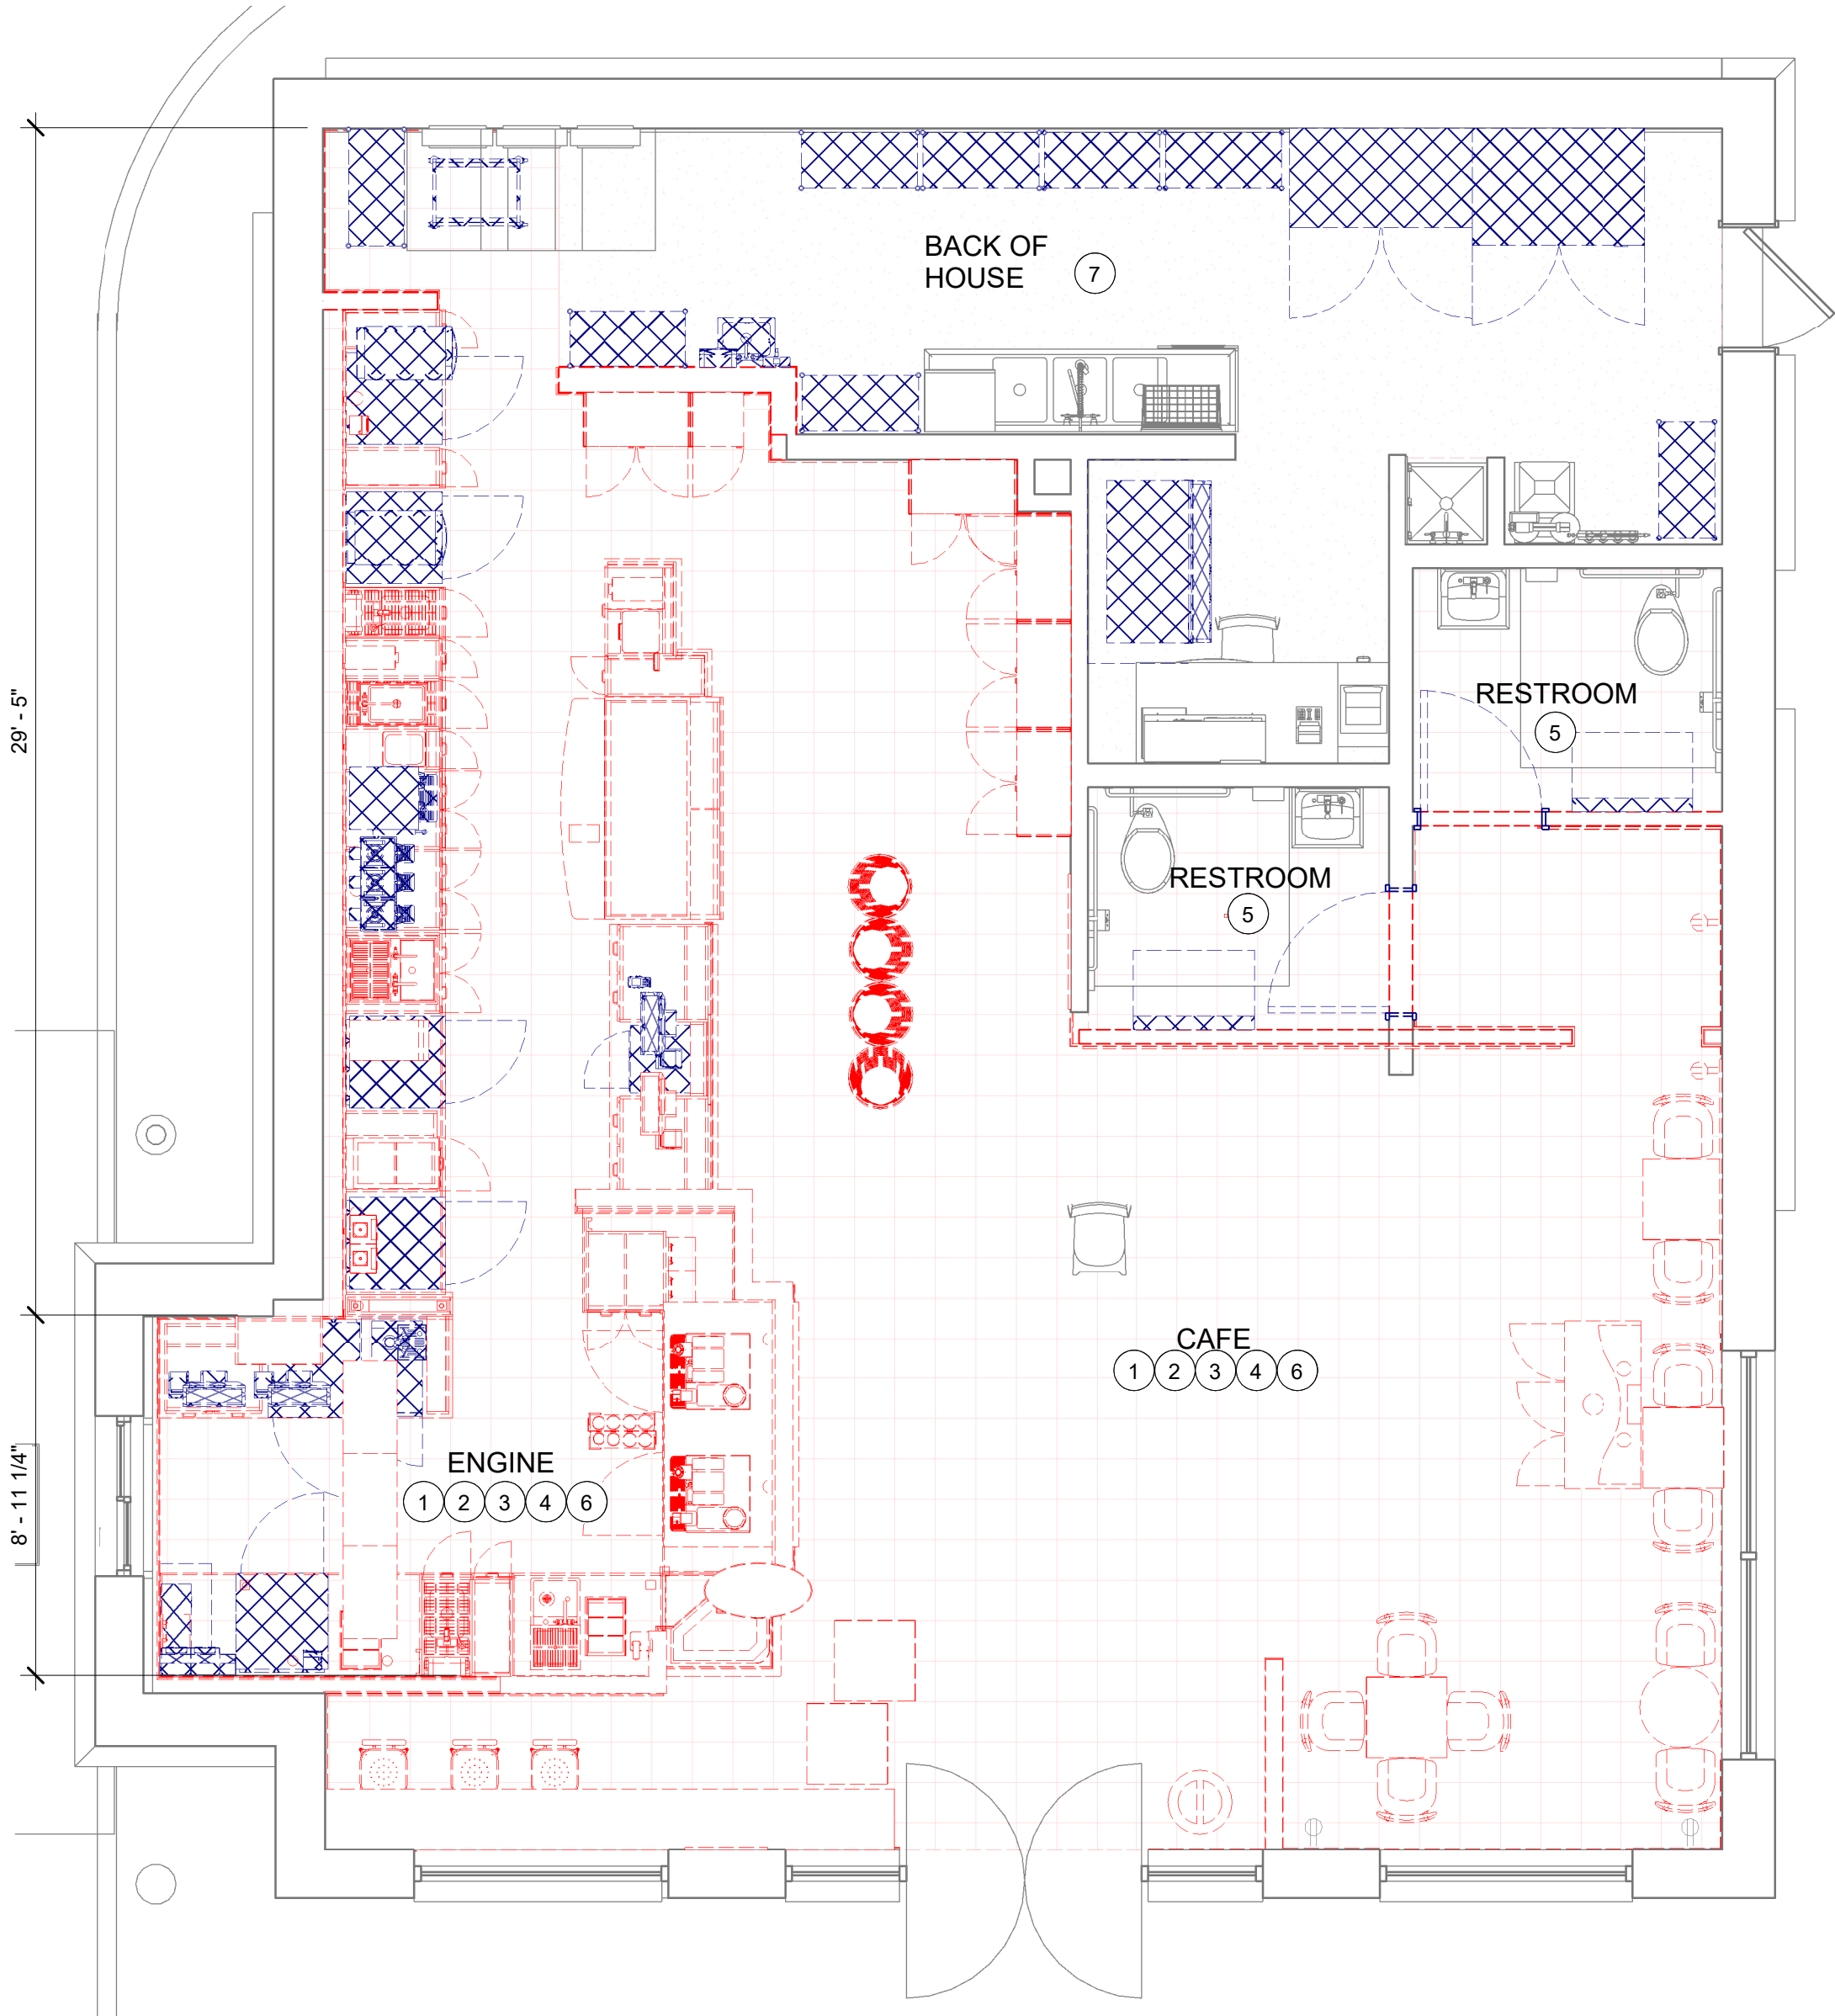 BACK OF
HOUSE 7
29' - 5"
RESTROOM
5
RESTROOM
5
CAFE
1 2 3 4 6
8' - 11 1/4"
ENGINE
1 2 3 4 6